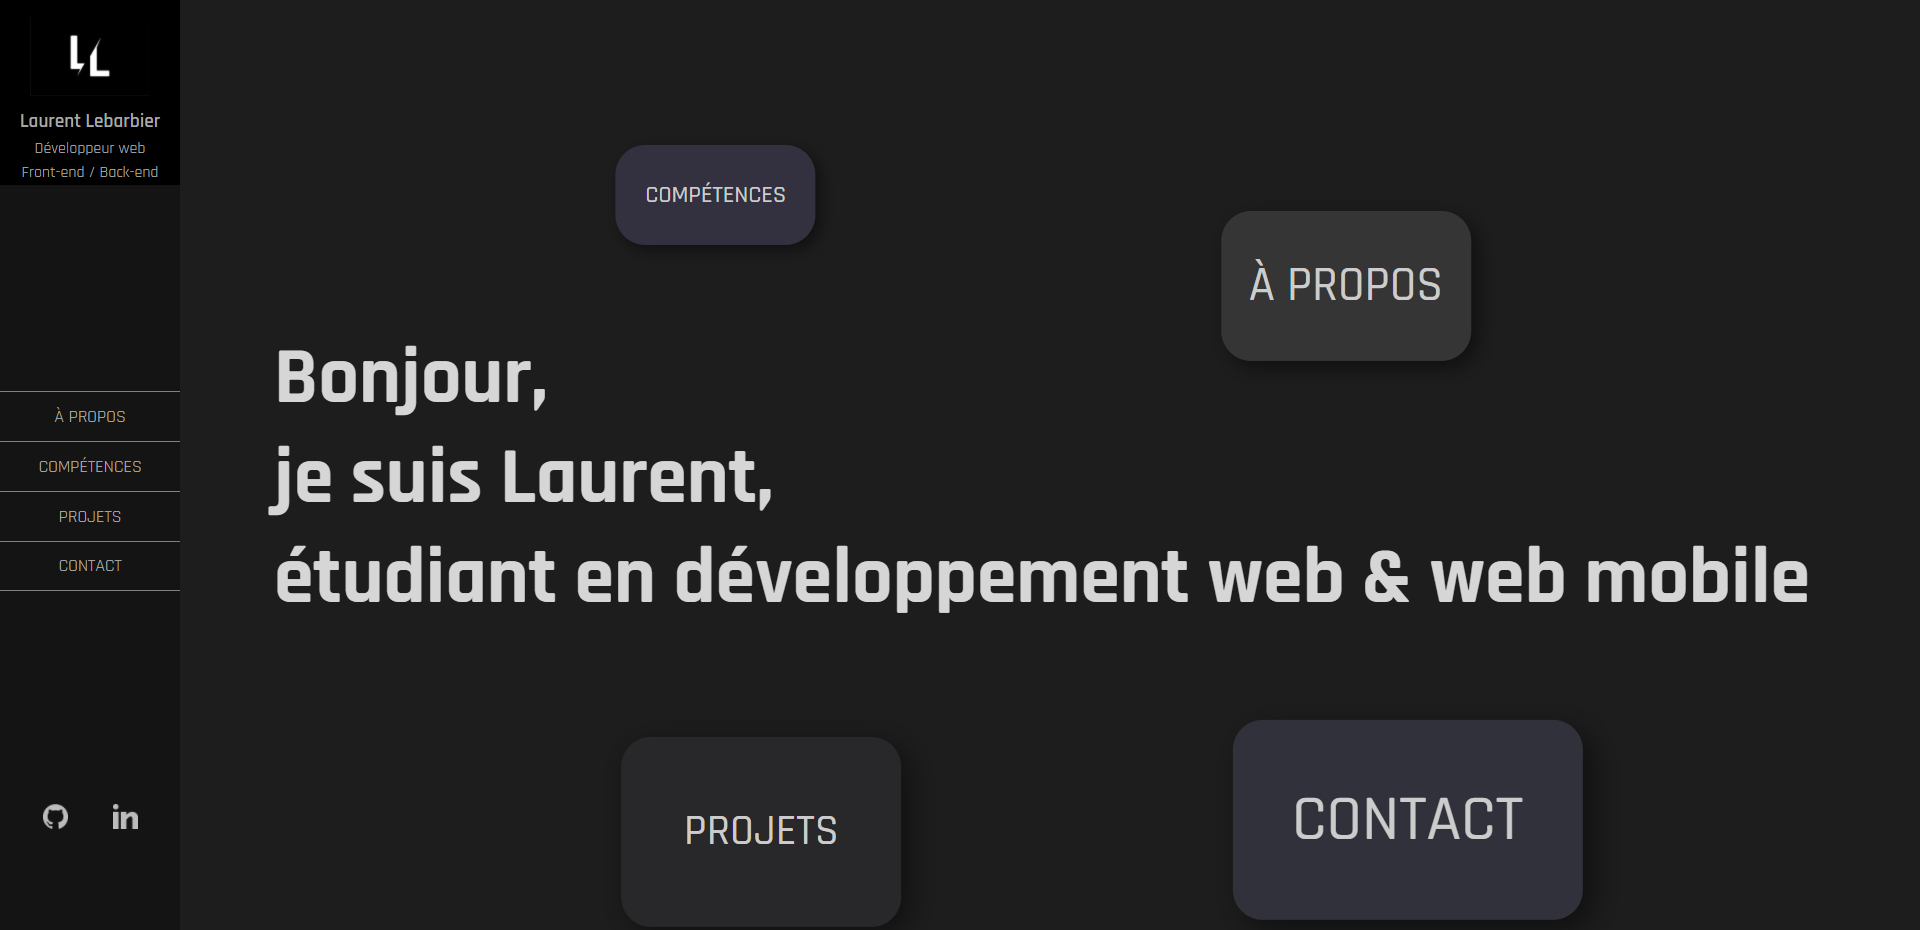 LL
Laurent Lebarbier
Développeur web
Front-end / Back-end
À PROPOS
COMPÉTENCES
PROJETS
CONTACT
in
COMPÉTENCES
À PROPOS
Bonjour,
je suis Laurent,
étudiant en développement web & web mobile
PROJETS
CONTACT